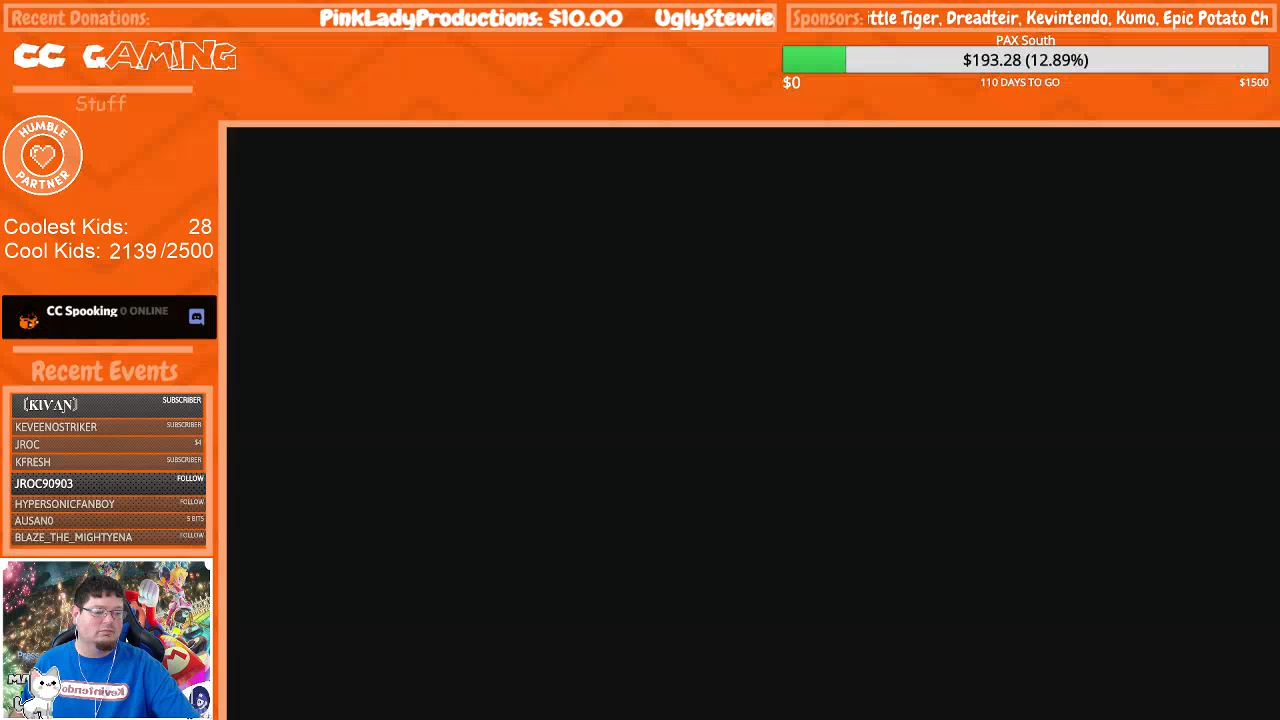 Recent Donations:
PinkLadyProductions: $10.00 UglyStewie
Sponsors: ittle Tiger, Dreadteir, Kevintendo, Kumo, Epic Potato Ch
CC GAMING
PAX South
$193.28 (12.89%)
$0 110 DAYS TO GO $1500
Stuff
HUMBLE
PARTNER
Coolest Kids: 28
Cool Kids: 2139 /2500
CC Spooking 0 ONLINE
Recent Events
〖KIVAN〗 SUBSCRIBER
KEVEENOSTRIKER SUBSCRIBER
JROC $4
KFRESH SUBSCRIBER
JROC90903 FOLLOW
HYPERSONICFANBOY FOLLOW
AUSAN0 5 BITS
BLAZE_THE_MIGHTYENA FOLLOW
Kevintendo